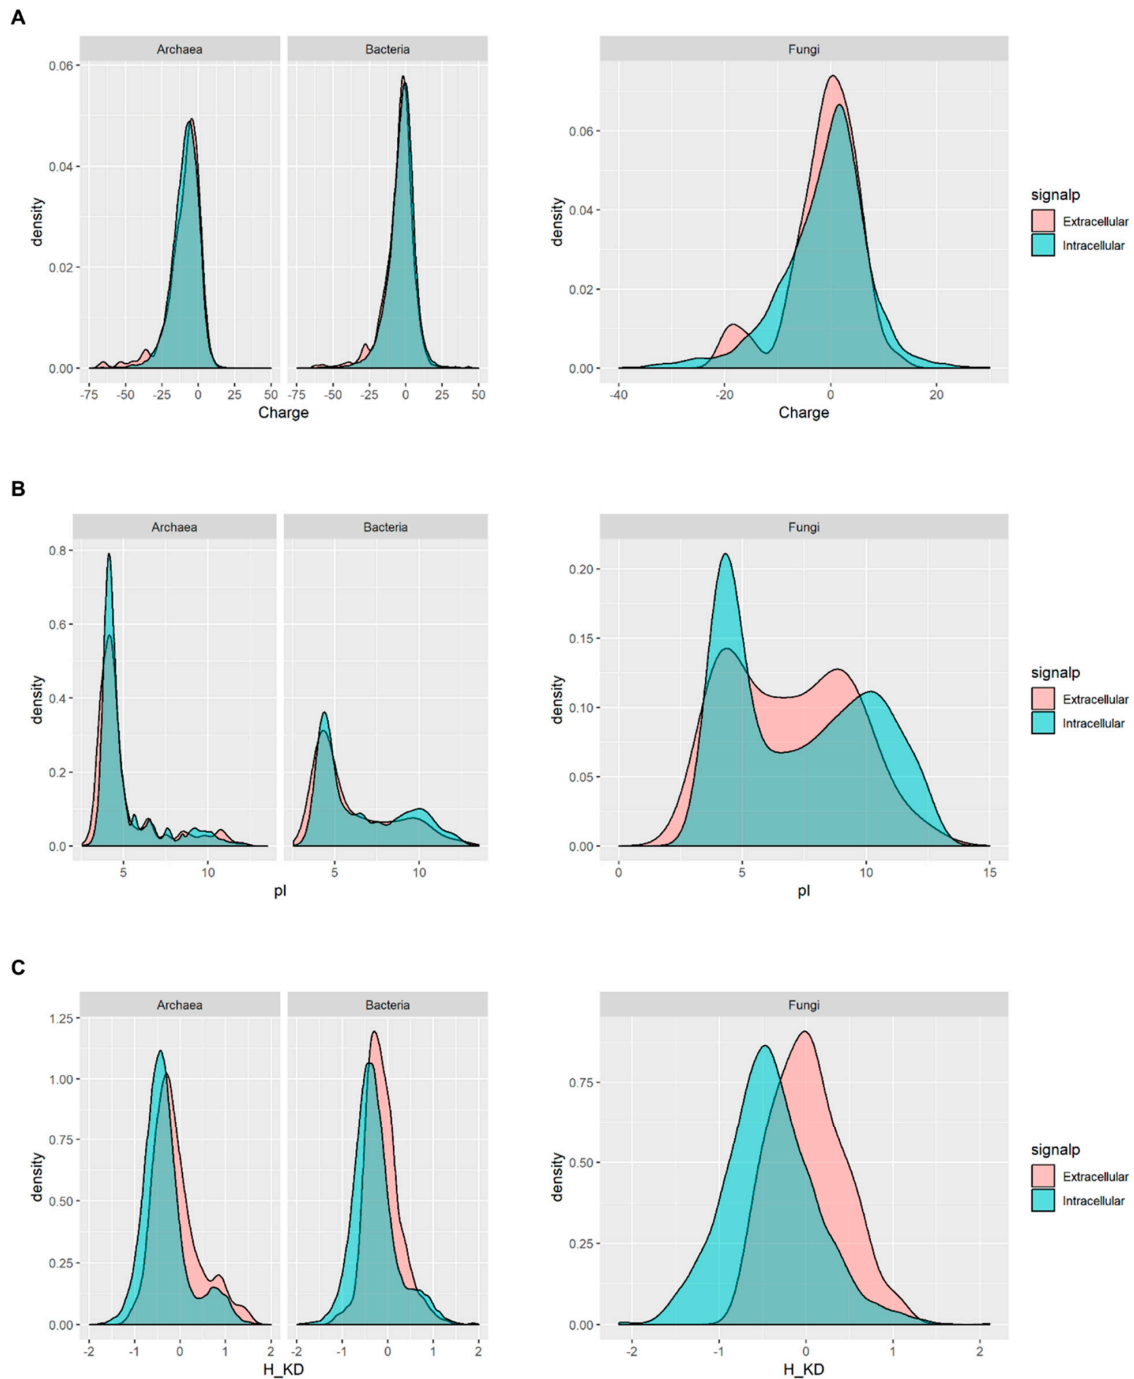 A
Archaea
Bacteria
Fungi
0.06
0.04
0.02
0.00
density
-75 -50 -25 0 25 50
-75 -50 -25 0 25 50
Charge
0.06
0.04
0.02
0.00
density
-40 -20 0 20
Charge
signalp
Extracellular
Intracellular
B
Archaea
Bacteria
Fungi
0.8
0.6
0.4
0.2
0.0
density
5 10
5 10
pI
0.20
0.15
0.10
0.05
0.00
density
0 5 10 15
pI
signalp
Extracellular
Intracellular
C
Archaea
Bacteria
Fungi
1.25
1.00
0.75
0.50
0.25
0.00
density
-2 -1 0 1 2
-2 -1 0 1 2
H_KD
0.75
0.50
0.25
0.00
density
-2 -1 0 1 2
H_KD
signalp
Extracellular
Intracellular